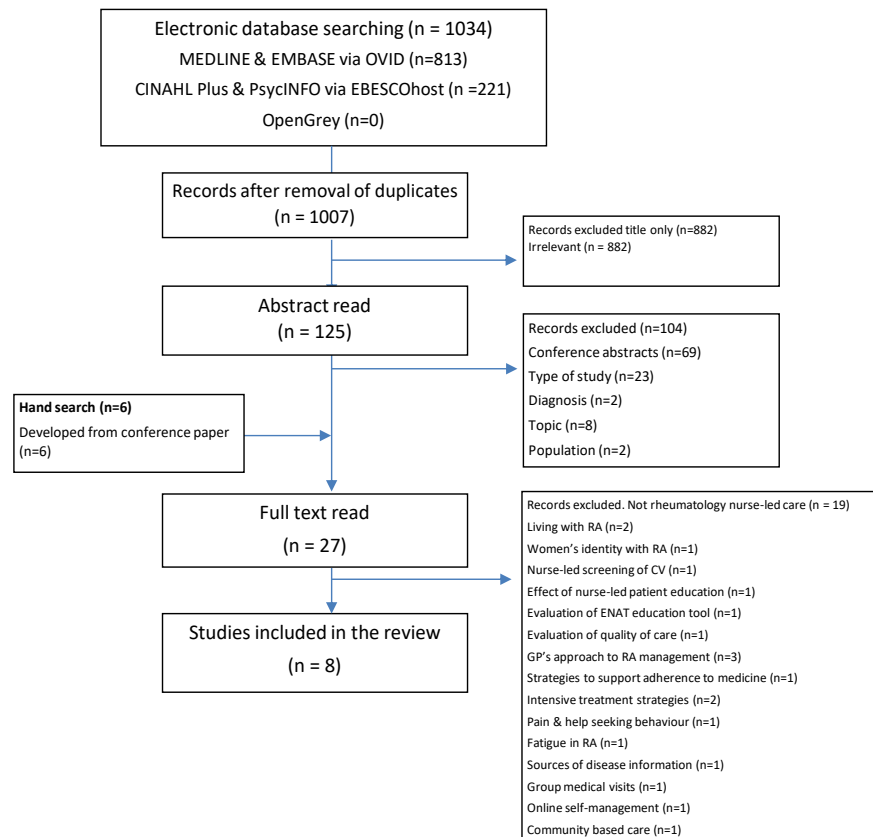 Electronic database searching (n = 1034)
MEDLINE & EMBASE via OVID (n=813)
CINAHL Plus & PsycINFO via EBESCOhost (n =221)
OpenGrey (n=0)
Records after removal of duplicates
(n = 1007)
Records excluded title only (n=882)
Irrelevant (n = 882)
Abstract read
(n = 125)
Records excluded (n=104)
Conference abstracts (n=69)
Type of study (n=23)
Diagnosis (n=2)
Topic (n=8)
Population (n=2)
Hand search (n=6)
Developed from conference paper
(n=6)
Full text read
(n = 27)
Records excluded. Not rheumatology nurse-led care (n = 19)
Living with RA (n=2)
Women's identity with RA (n=1)
Nurse-led screening of CV (n=1)
Effect of nurse-led patient education (n=1)
Evaluation of ENAT education tool (n=1)
Evaluation of quality of care (n=1)
GP's approach to RA management (n=3)
Strategies to support adherence to medicine (n=1)
Intensive treatment strategies (n=2)
Pain & help seeking behaviour (n=1)
Fatigue in RA (n=1)
Sources of disease information (n=1)
Group medical visits (n=1)
Online self-management (n=1)
Community based care (n=1)
Studies included in the review
(n = 8)